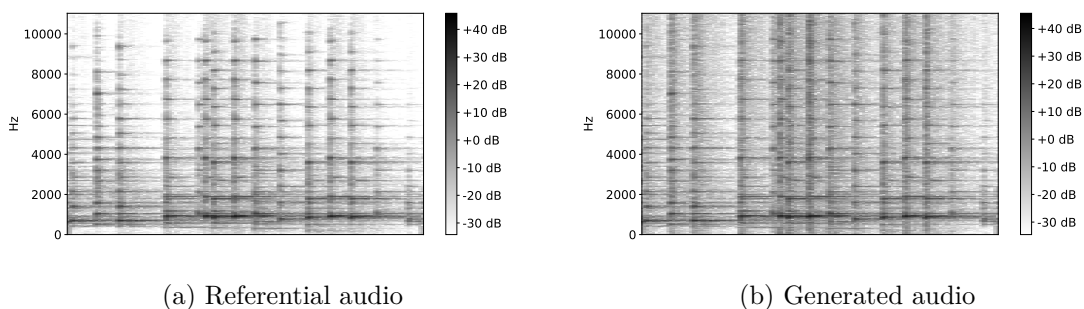 10000
8000
6000
4000
2000
0
Hz
+40 dB
+30 dB
+20 dB
+10 dB
+0 dB
-10 dB
-20 dB
-30 dB
(a) Referential audio
10000
8000
6000
4000
2000
0
Hz
+40 dB
+30 dB
+20 dB
+10 dB
+0 dB
-10 dB
-20 dB
-30 dB
(b) Generated audio